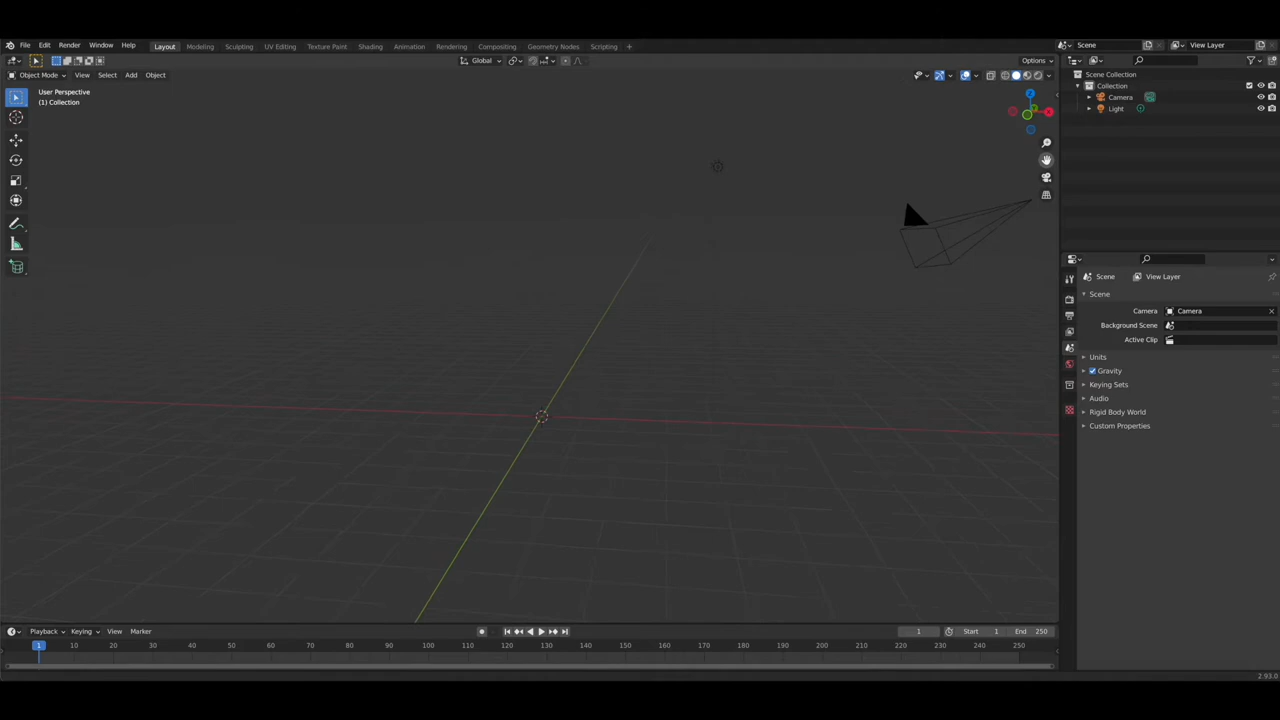 File Edit Render Window Help Layout Modeling Sculpting UV Editing Texture Paint Shading Animation Rendering Compositing Geometry Nodes Scripting + Scene View Layer
Global Options
Object Mode View Select Add Object
User Perspective
(1) Collection
Z
X
Scene Collection
Collection
Camera
Light
Scene View Layer
Scene
Camera Camera
Background Scene
Active Clip
Units
Gravity
Keying Sets
Audio
Rigid Body World
Custom Properties
Playback Keying View Marker 1 Start 1 End 250
1 10 20 30 40 50 60 70 80 90 100 110 120 130 140 150 160 170 180 190 200 210 220 230 240 250
2.93.0